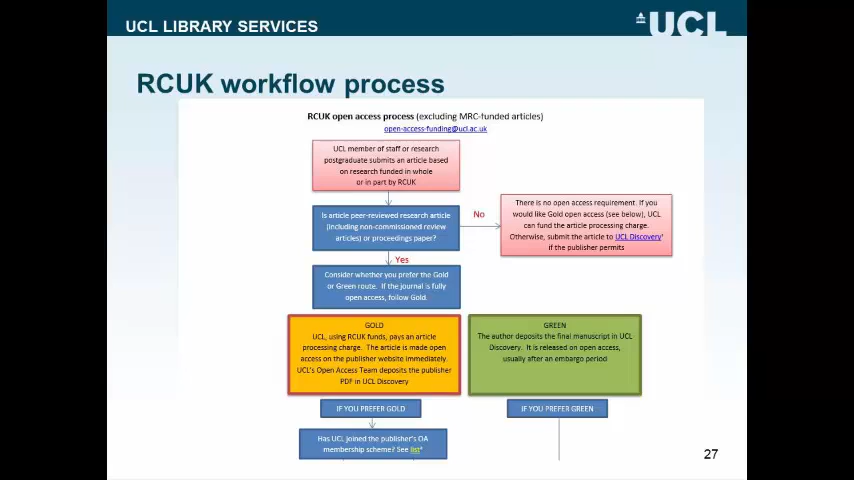 UCL LIBRARY SERVICES
UCL
RCUK workflow process
RCUK open access process (excluding MRC-funded articles)
open-access-funding@ucl.ac.uk
UCL member of staff or research
postgraduate submits an article based
on research funded in whole
or in part by RCUK
Is article peer-reviewed research article
(including non-commissioned review
articles) or proceedings paper?
No
There is no open access requirement. If you
would like Gold open access (see below), UCL
can fund the article processing charge.
Otherwise, submit the article to UCL Discovery
if the publisher permits
Yes
Consider whether you prefer the Gold
or Green route. If the journal is fully
open access, follow Gold.
GOLD
UCL, using RCUK funds, pays an article
processing charge. The article is made open
access on the publisher website immediately.
UCL's Open Access Team deposits the publisher
PDF in UCL Discovery
GREEN
The author deposits the final manuscript in UCL
Discovery. It is released on open access,
usually after an embargo period
IF YOU PREFER GOLD
IF YOU PREFER GREEN
Has UCL joined the publisher's OA
membership scheme? See list
27